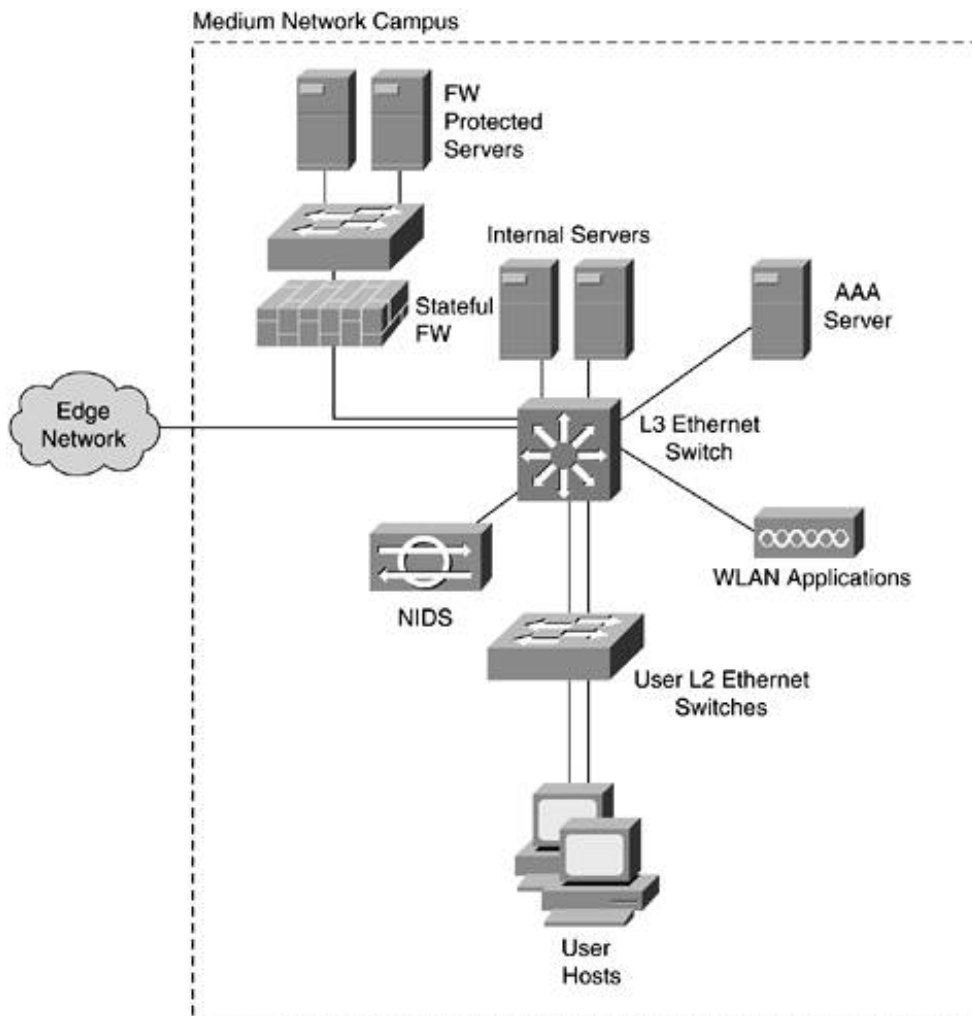 Medium Network Campus
FW
Protected
Servers
Internal Servers
AAA
Server
Stateful
FW
Edge
Network
L3 Ethernet
Switch
NIDS
WLAN Applications
User L2 Ethernet
Switches
User
Hosts